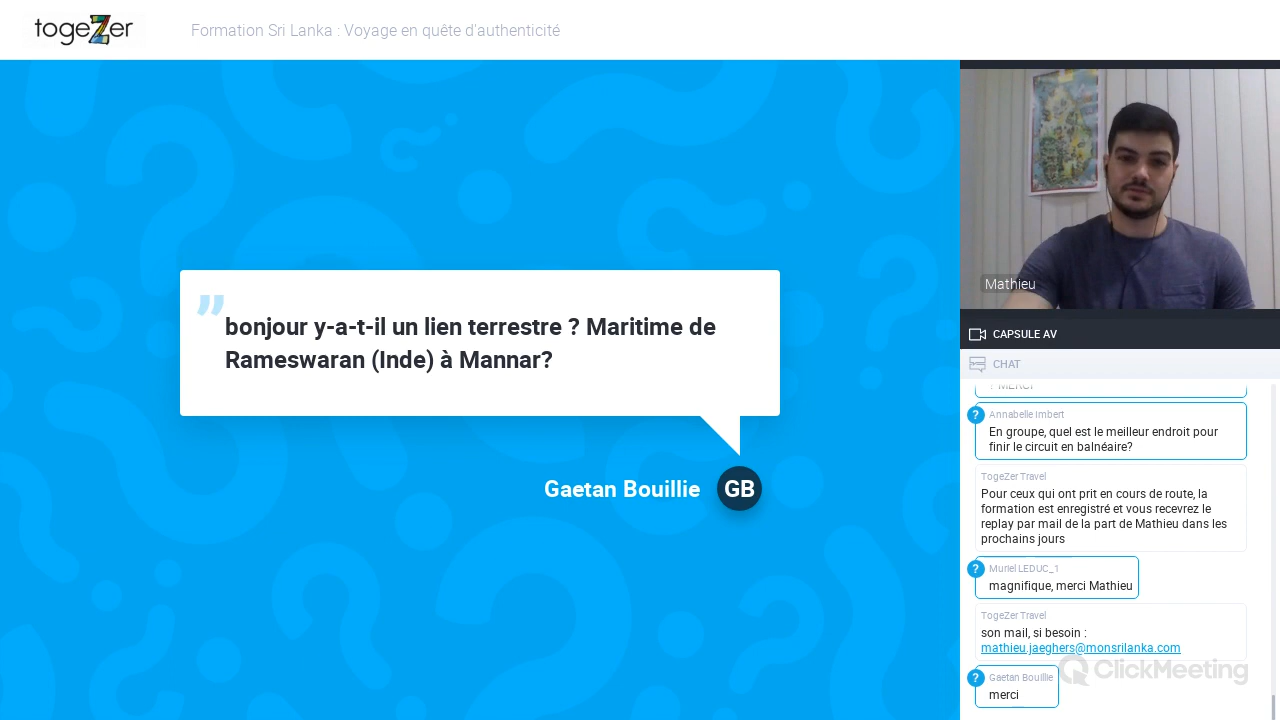 togeZer
Formation Sri Lanka : Voyage en quête d'authenticité
bonjour y-a-t-il un lien terrestre ? Maritime de
Rameswaran (Inde) à Mannar?
Gaetan Bouillie
GB
Mathieu
CAPSULE AV
CHAT
? MERCI
?
Annabelle Imbert
En groupe, quel est le meilleur endroit pour
finir le circuit en balnéaire?
TogeZer Travel
Pour ceux qui ont prit en cours de route, la
formation est enregistré et vous recevrez le
replay par mail de la part de Mathieu dans les
prochains jours
?
Muriel LEDUC_1
magnifique, merci Mathieu
TogeZer Travel
son mail, si besoin :
mathieu.jaeghers@monsrilanka.com
ClickMeeting
?
Gaetan Bouillie
merci